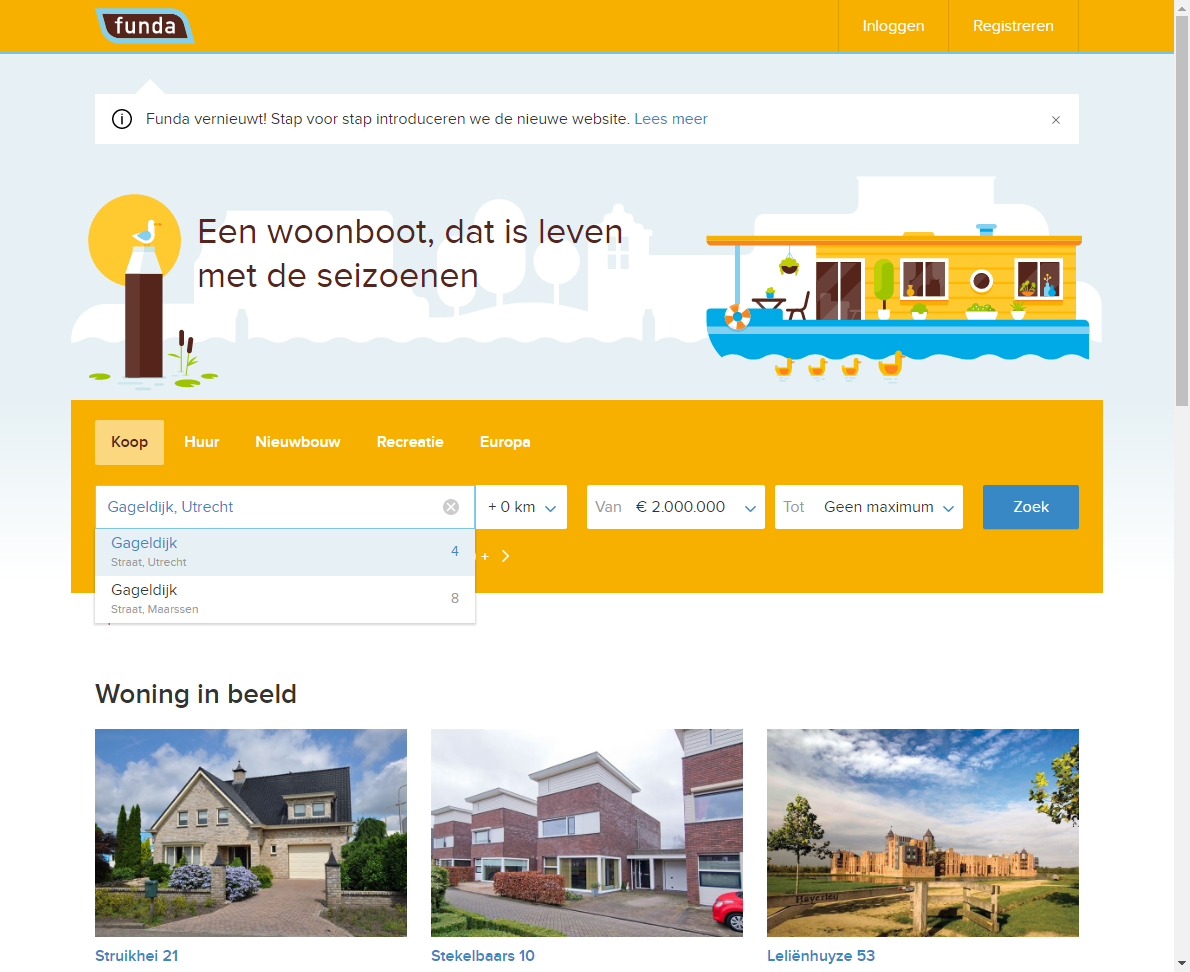 funda
Inloggen
Registreren
Funda vernieuwt! Stap voor stap introduceren we de nieuwe website. Lees meer
Een woonboot, dat is leven
met de seizoenen
Koop
Huur
Nieuwbouw
Recreatie
Europa
Gageldijk, Utrecht
+ 0 km
Van € 2.000.000
Tot Geen maximum
Zoek
Gageldijk
4
Straat, Utrecht
+
Gageldijk
8
Straat, Maarssen
Woning in beeld
Haverleij
Struikhei 21
Stekelbaars 10
Leliënhuyze 53